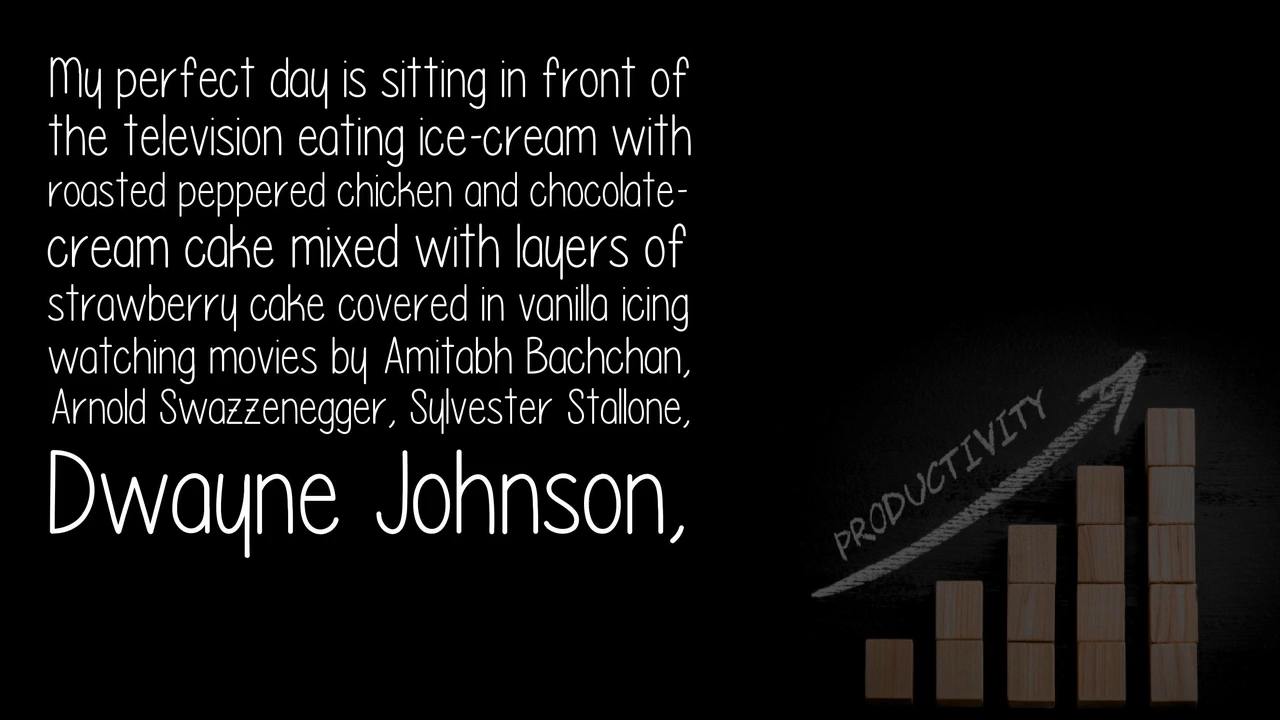 My perfect day is sitting in front of
the television eating ice-cream with
roasted peppered chicken and chocolate-
cream cake mixed with layers of
strawberry cake covered in vanilla icing
watching movies by Amitabh Bachchan,
Arnold Swazzenegger, Sylvester Stallone,
Dwayne Johnson,
PRODUCTIVITY